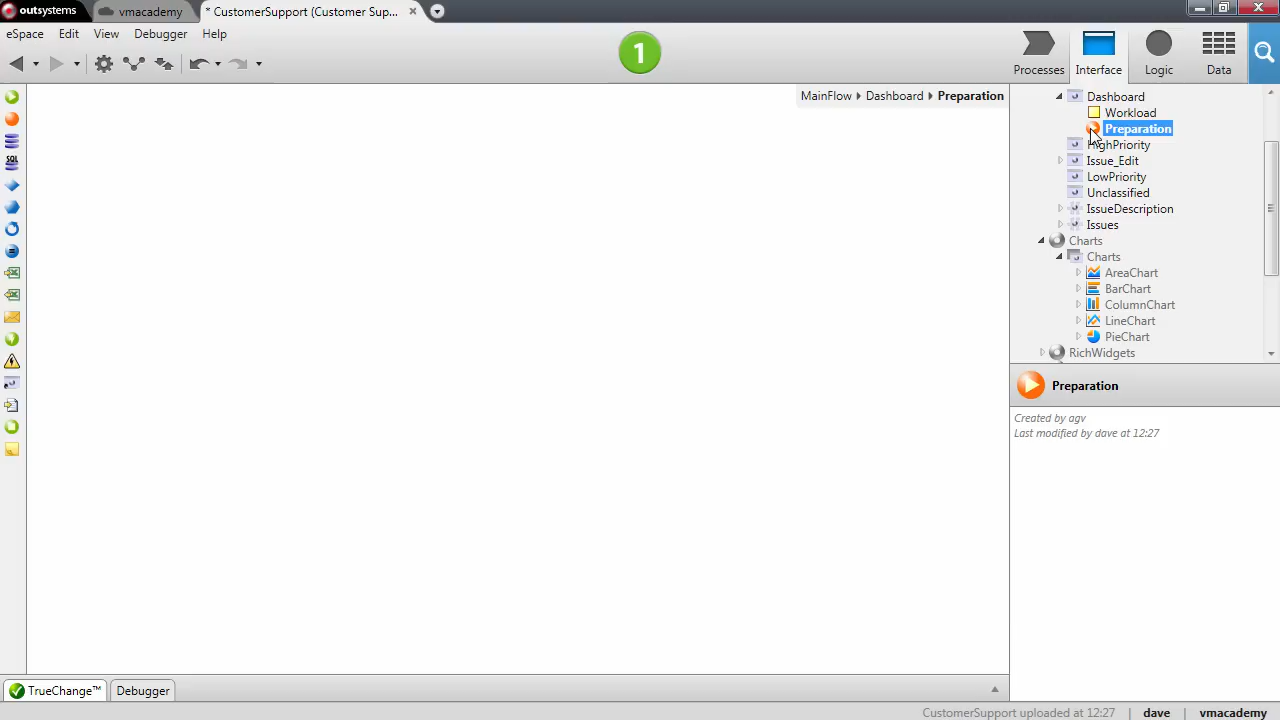 outsystems
vmacademy
* CustomerSupport (Customer Sup...
eSpace Edit View Debugger Help
1
Processes Interface Logic Data
MainFlow Dashboard Preparation
SQL
Dashboard
Workload
Preparation
HighPriority
Issue_Edit
LowPriority
Unclassified
IssueDescription
Issues
Charts
Charts
AreaChart
BarChart
ColumnChart
LineChart
PieChart
RichWidgets
Preparation
Created by agv
Last modified by dave at 12:27
TrueChange™ Debugger
CustomerSupport uploaded at 12:27 dave vmacademy